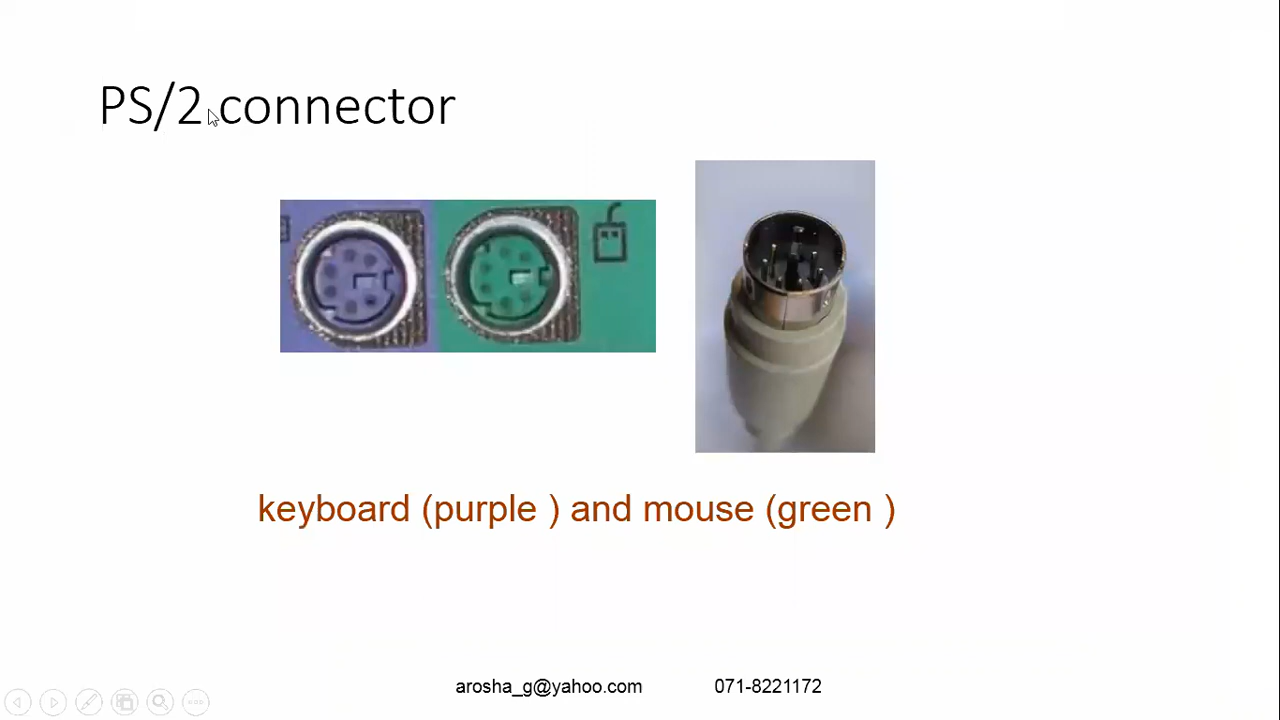 PS/2 connector
keyboard (purple ) and mouse (green )
arosha_g@yahoo.com 071-8221172